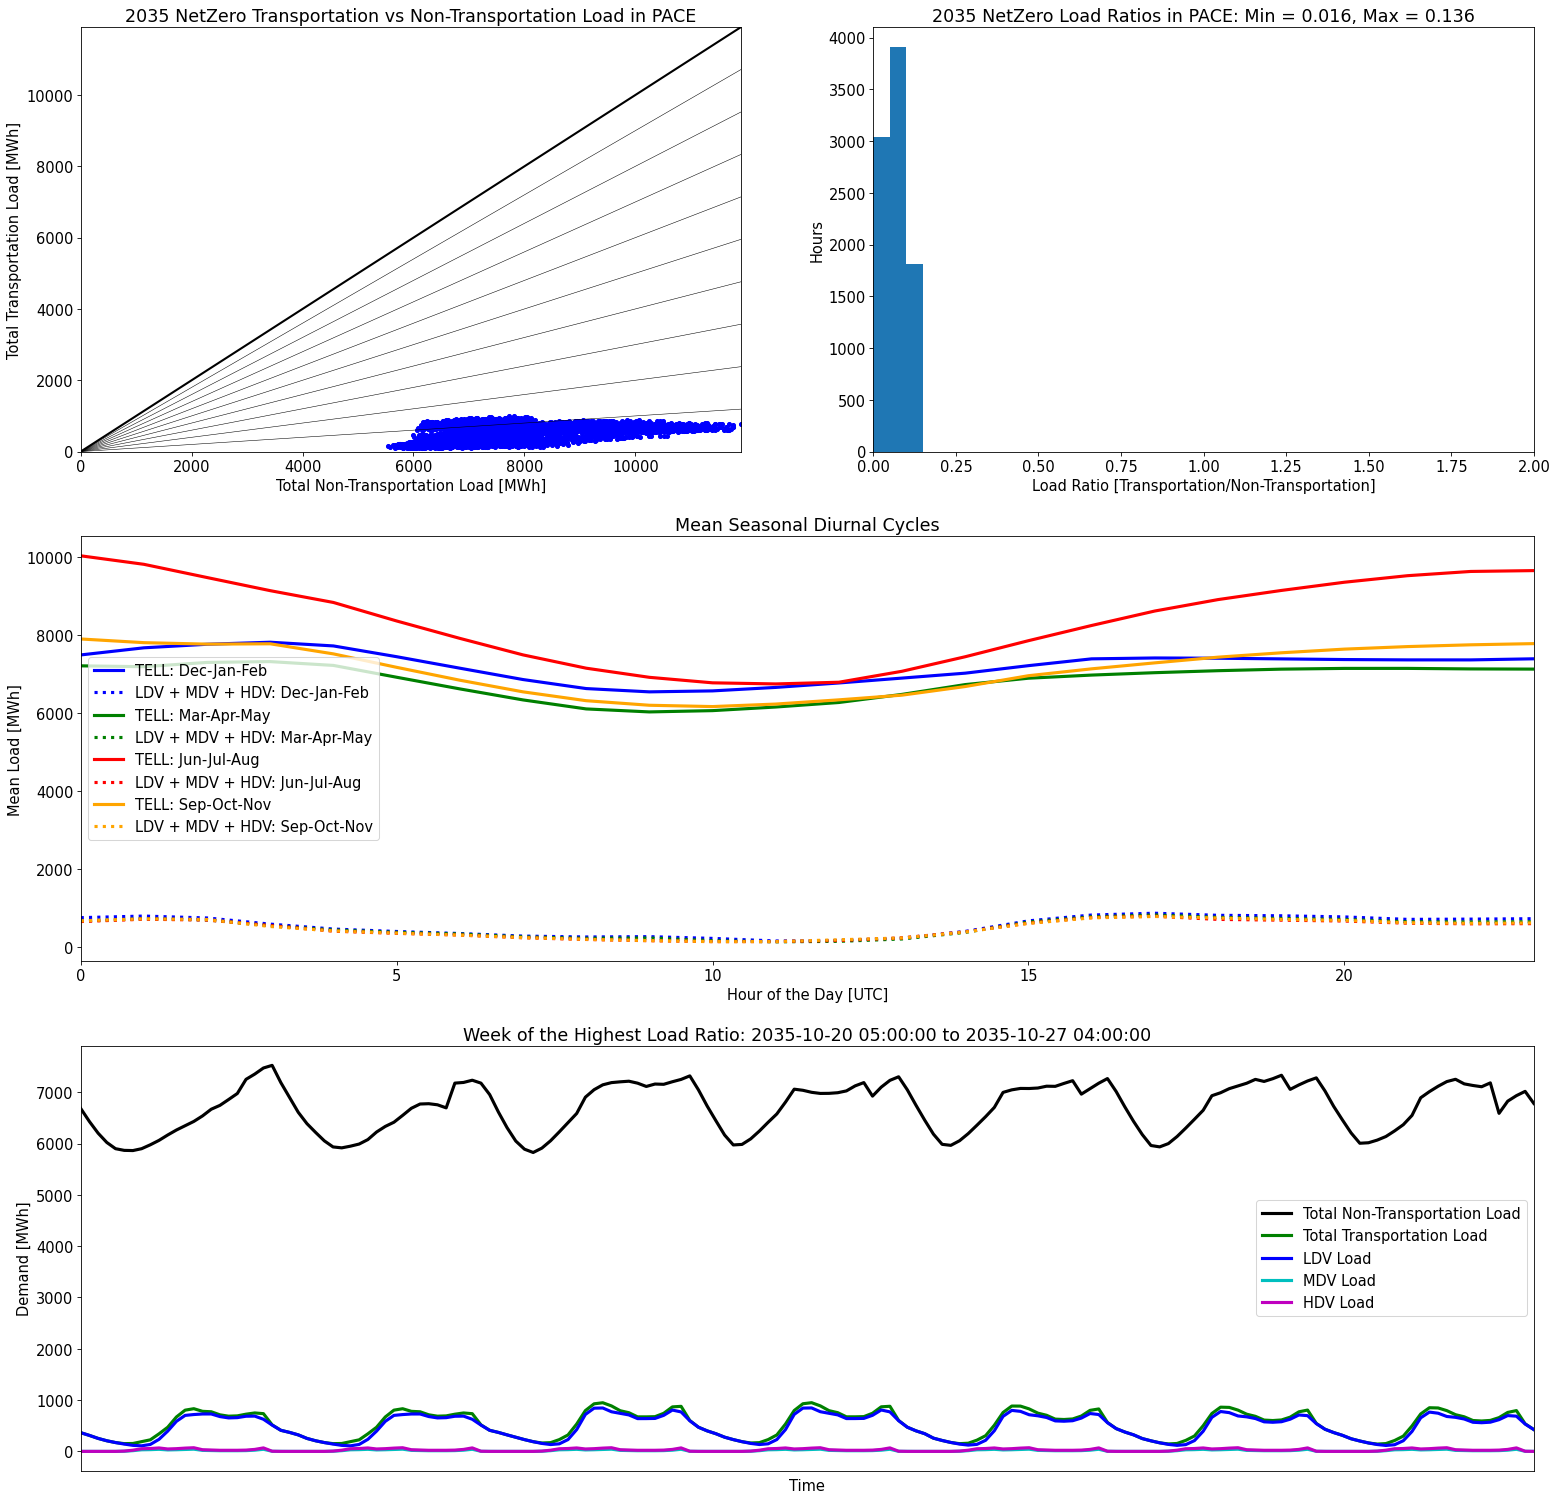 2035 NetZero Transportation vs Non-Transportation Load in PACE
Total Transportation Load [MWh]
10000
8000
6000
4000
2000
0
0 2000 4000 6000 8000 10000
Total Non-Transportation Load [MWh]
2035 NetZero Load Ratios in PACE: Min = 0.016, Max = 0.136
Hours
4000
3500
3000
2500
2000
1500
1000
500
0
0.00 0.25 0.50 0.75 1.00 1.25 1.50 1.75 2.00
Load Ratio [Transportation/Non-Transportation]
Mean Seasonal Diurnal Cycles
Mean Load [MWh]
10000
8000
6000
4000
2000
0
TELL: Dec-Jan-Feb
LDV + MDV + HDV: Dec-Jan-Feb
TELL: Mar-Apr-May
LDV + MDV + HDV: Mar-Apr-May
TELL: Jun-Jul-Aug
LDV + MDV + HDV: Jun-Jul-Aug
TELL: Sep-Oct-Nov
LDV + MDV + HDV: Sep-Oct-Nov
0 5 10 15 20
Hour of the Day [UTC]
Week of the Highest Load Ratio: 2035-10-20 05:00:00 to 2035-10-27 04:00:00
Demand [MWh]
7000
6000
5000
4000
3000
2000
1000
0
Total Non-Transportation Load
Total Transportation Load
LDV Load
MDV Load
HDV Load
Time